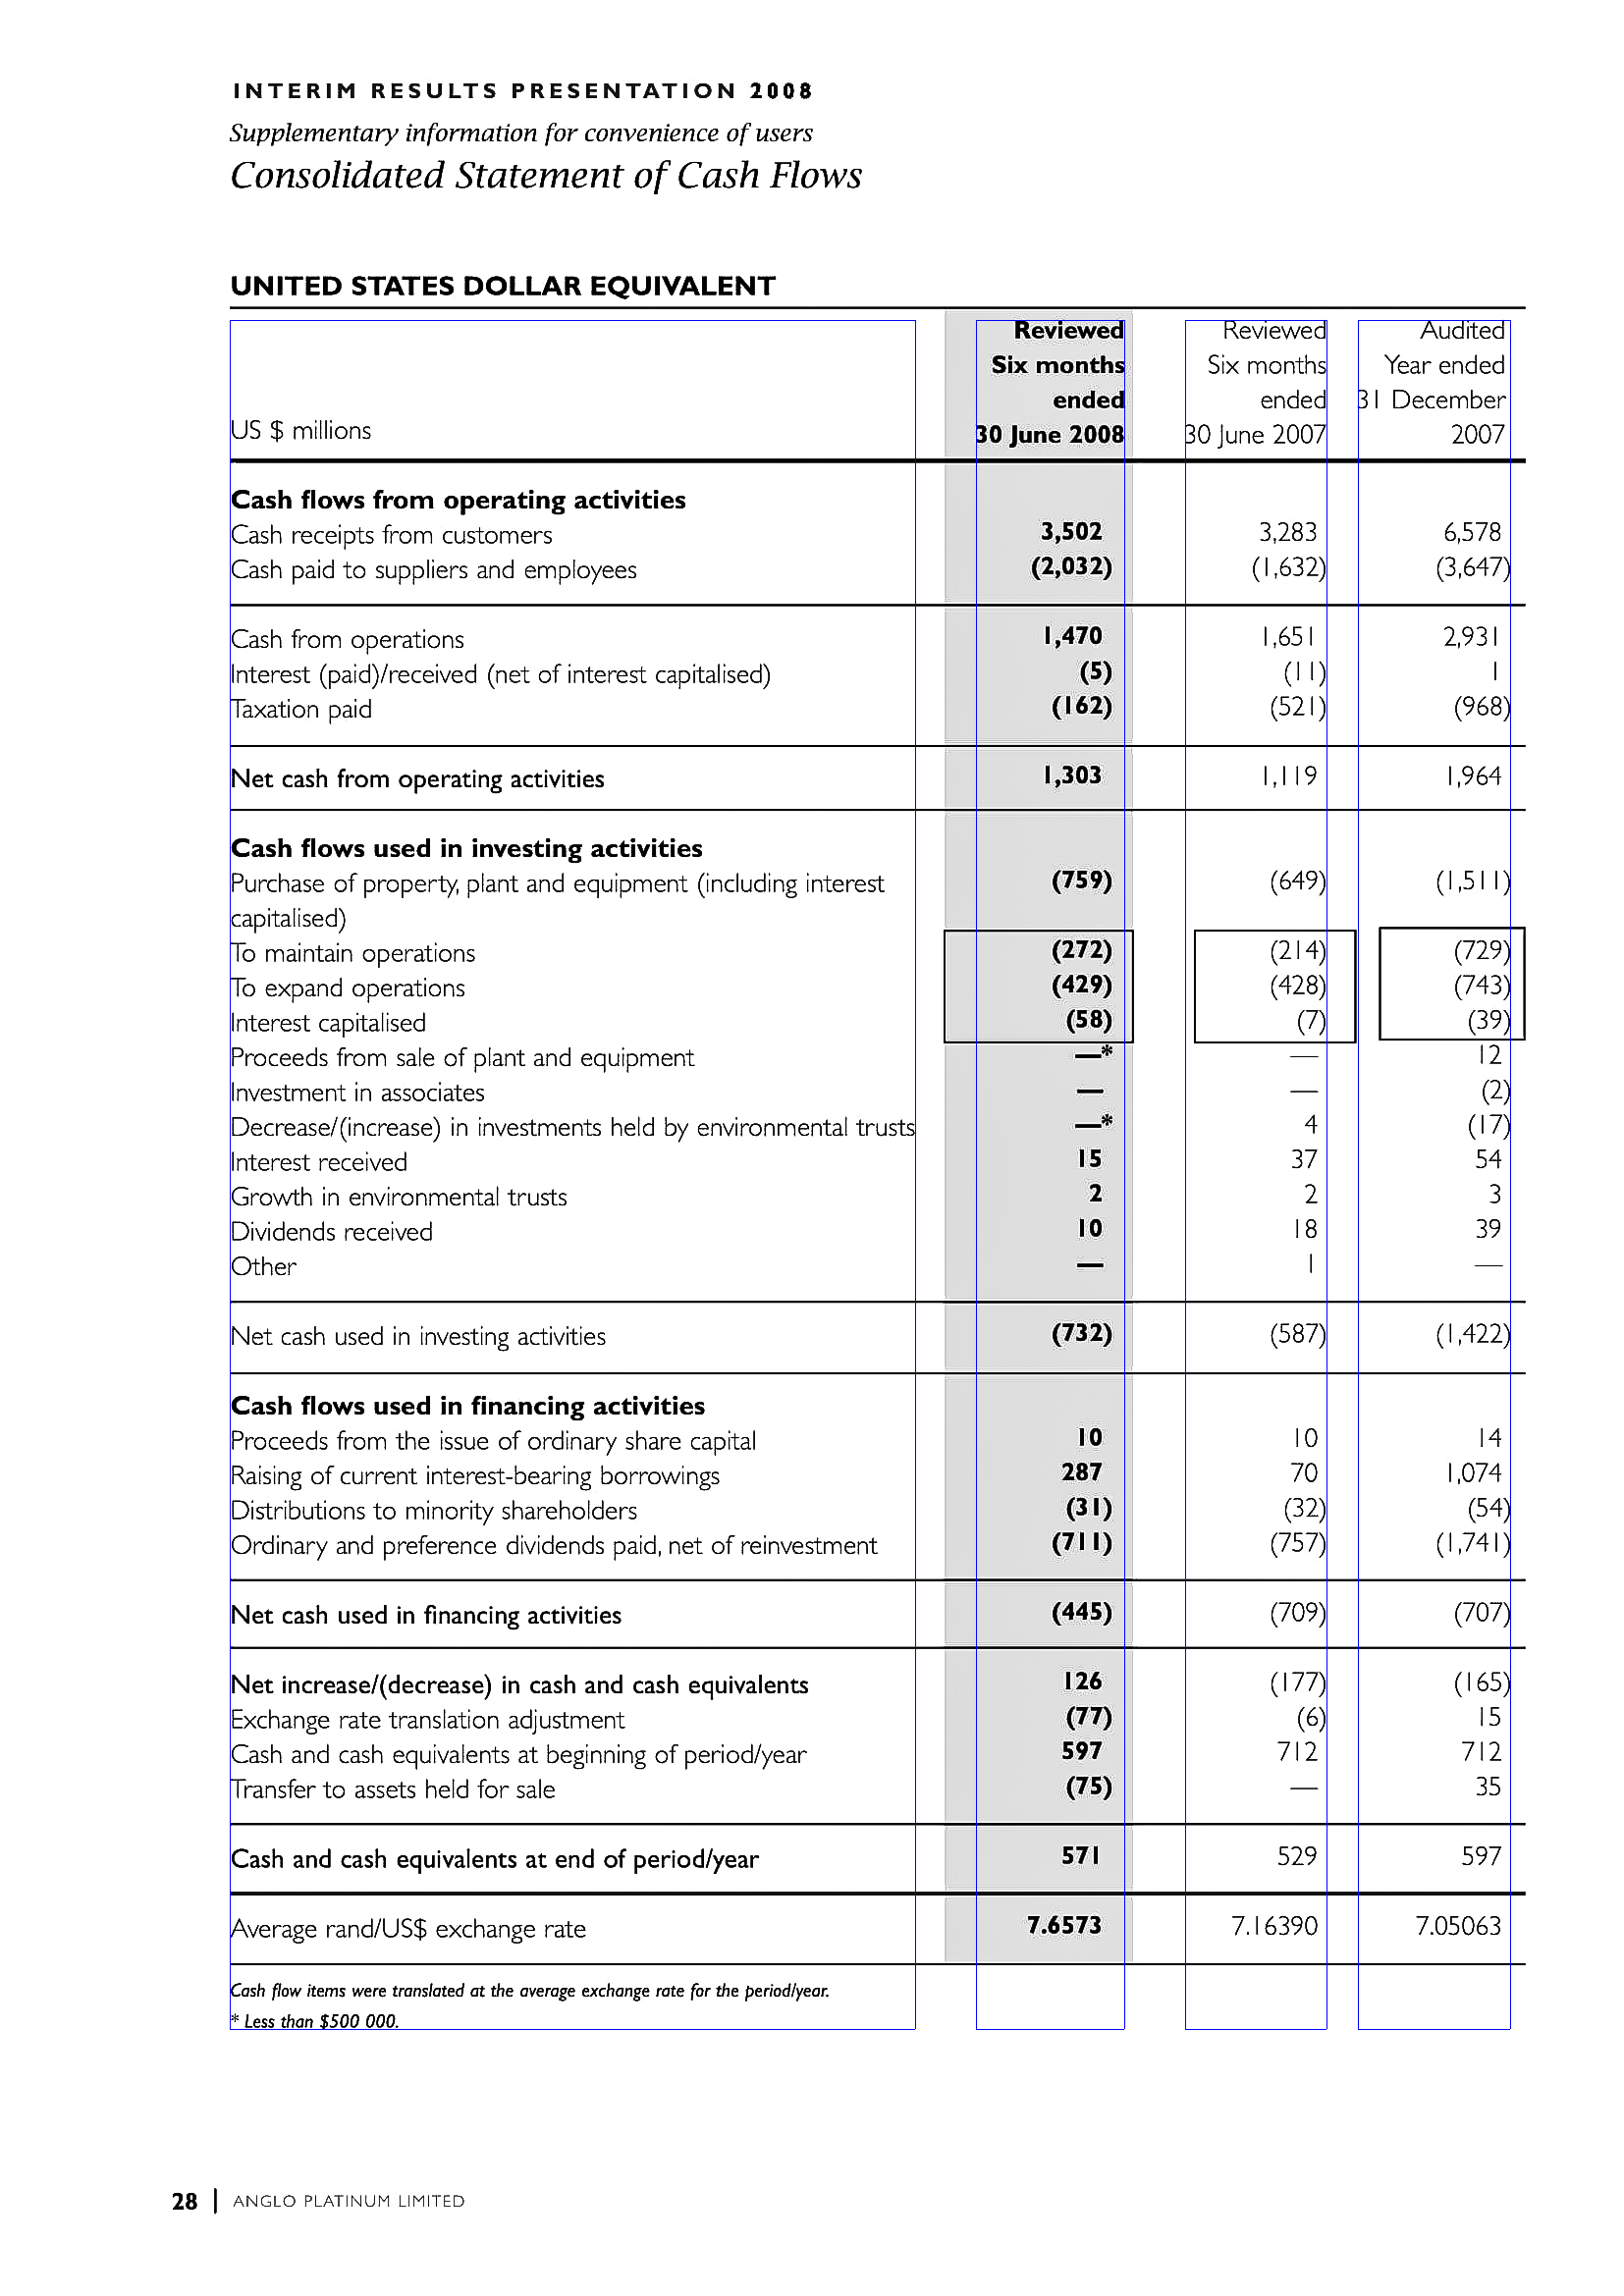 INTERIM RESULTS PRESENTATION 2008
Supplementary information for convenience of users
Consolidated Statement of Cash Flows
UNITED STATES DOLLAR EQUIVALENT
Reviewed Reviewed Audited
Six months Six months Year ended
ended ended 31 December
US $ millions 30 June 2008 30 June 2007 2007
Cash flows from operating activities
Cash receipts from customers 3,502 3,283 6,578
Cash paid to suppliers and employees (2,032) (1,632) (3,647)
Cash from operations 1,470 1,651 2,931
Interest (paid)/received (net of interest capitalised) (5) (11) 1
Taxation paid (162) (521) (968)
Net cash from operating activities 1,303 1,119 1,964
Cash flows used in investing activities
Purchase of property, plant and equipment (including interest (759) (649) (1,511)
capitalised)
To maintain operations (272) (214) (729)
To expand operations (429) (428) (743)
Interest capitalised (58) (7) (39)
Proceeds from sale of plant and equipment —* — 12
Investment in associates — — (2)
Decrease/(increase) in investments held by environmental trusts —* 4 (17)
Interest received 15 37 54
Growth in environmental trusts 2 2 3
Dividends received 10 18 39
Other — 1 —
Net cash used in investing activities (732) (587) (1,422)
Cash flows used in financing activities
Proceeds from the issue of ordinary share capital 10 10 14
Raising of current interest-bearing borrowings 287 70 1,074
Distributions to minority shareholders (31) (32) (54)
Ordinary and preference dividends paid, net of reinvestment (711) (757) (1,741)
Net cash used in financing activities (445) (709) (707)
Net increase/(decrease) in cash and cash equivalents 126 (177) (165)
Exchange rate translation adjustment (77) (6) 15
Cash and cash equivalents at beginning of period/year 597 712 712
Transfer to assets held for sale (75) — 35
Cash and cash equivalents at end of period/year 571 529 597
Average rand/US$ exchange rate 7.6573 7.16390 7.05063
Cash flow items were translated at the average exchange rate for the period/year.
* Less than $500 000.
28 | ANGLO PLATINUM LIMITED